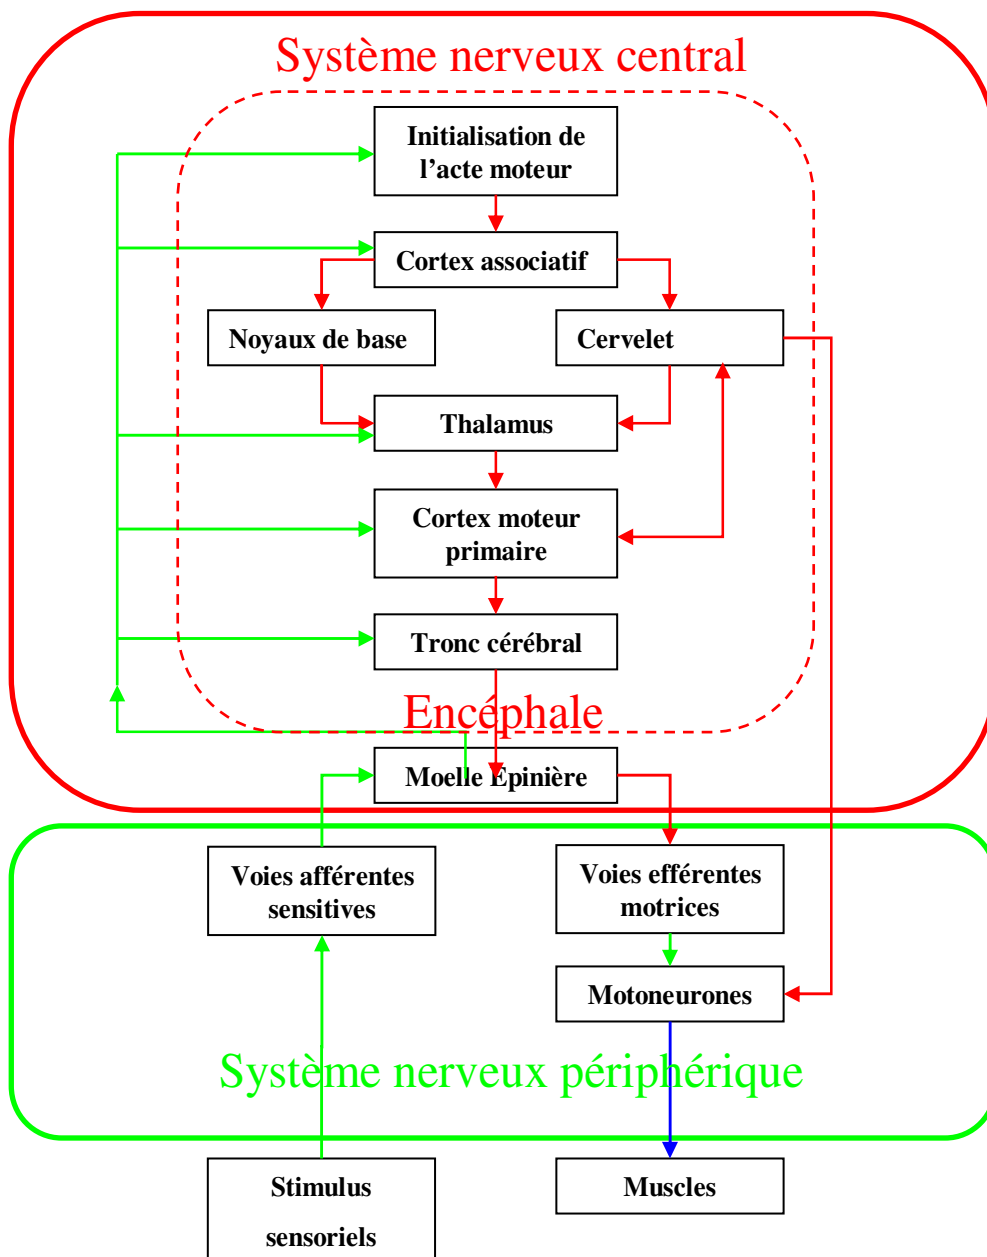 Système nerveux central
Initialisation de
l’acte moteur
Cortex associatif
Noyaux de base
Cervelet
Thalamus
Cortex moteur
primaire
Tronc cérébral
Encéphale
Moelle Epinière
Voies afférentes
sensitives
Voies efférentes
motrices
Motoneurones
Système nerveux périphérique
Stimulus
sensoriels
Muscles